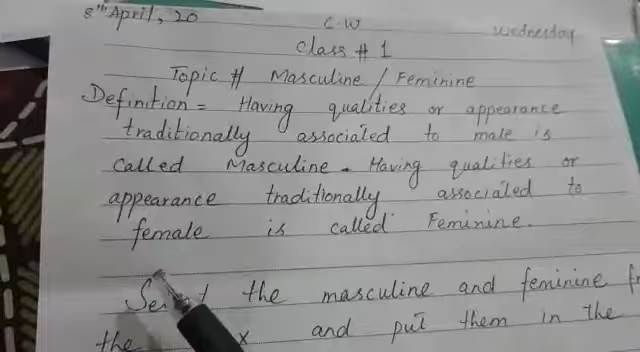 8th April, 20 C.W Wednesday
Class # 1
Topic # Masculine / Feminine
Definition = Having qualities or appearance
traditionally associated to male is
called Masculine. Having qualities or
appearance traditionally associated to
female is called Feminine.
the masculine and feminine
the and put them in the